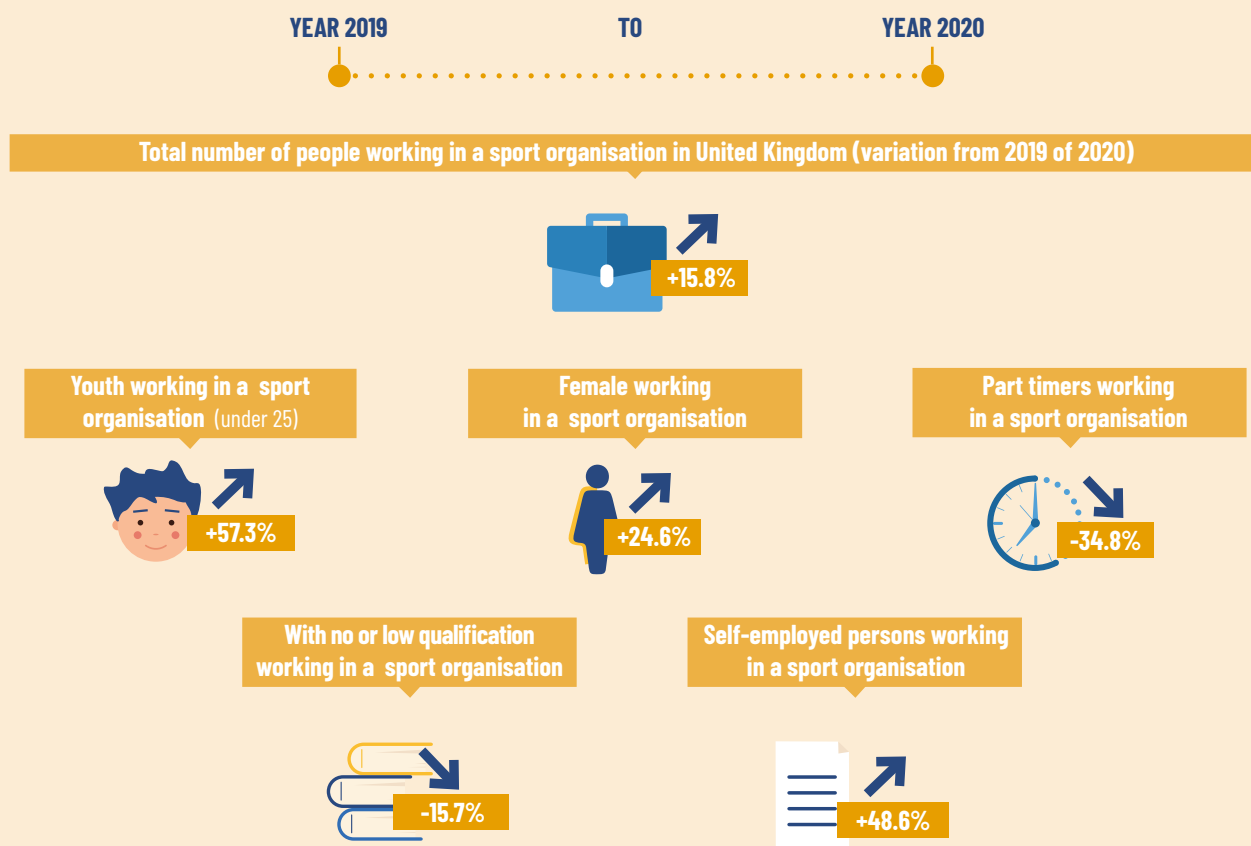 YEAR 2019 TO YEAR 2020
Total number of people working in a sport organisation in United Kingdom (variation from 2019 of 2020)
+15.8%
Youth working in a sport
organisation (under 25)
+57.3%
Female working
in a sport organisation
+24.6%
Part timers working
in a sport organisation
-34.8%
With no or low qualification
working in a sport organisation
-15.7%
Self-employed persons working
in a sport organisation
+48.6%